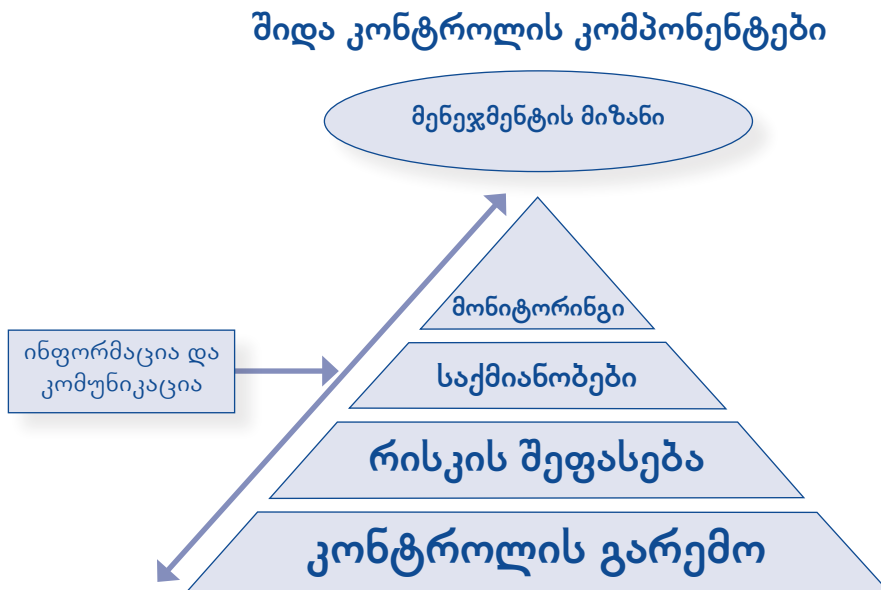 შიდა კონტროლის კომპონენტები
მენეჯმენტის მიზანი
მონიტორინგი
ინფორმაცია და
კომუნიკაცია
საქმიანობები
რისკის შეფასება
კონტროლის გარემო